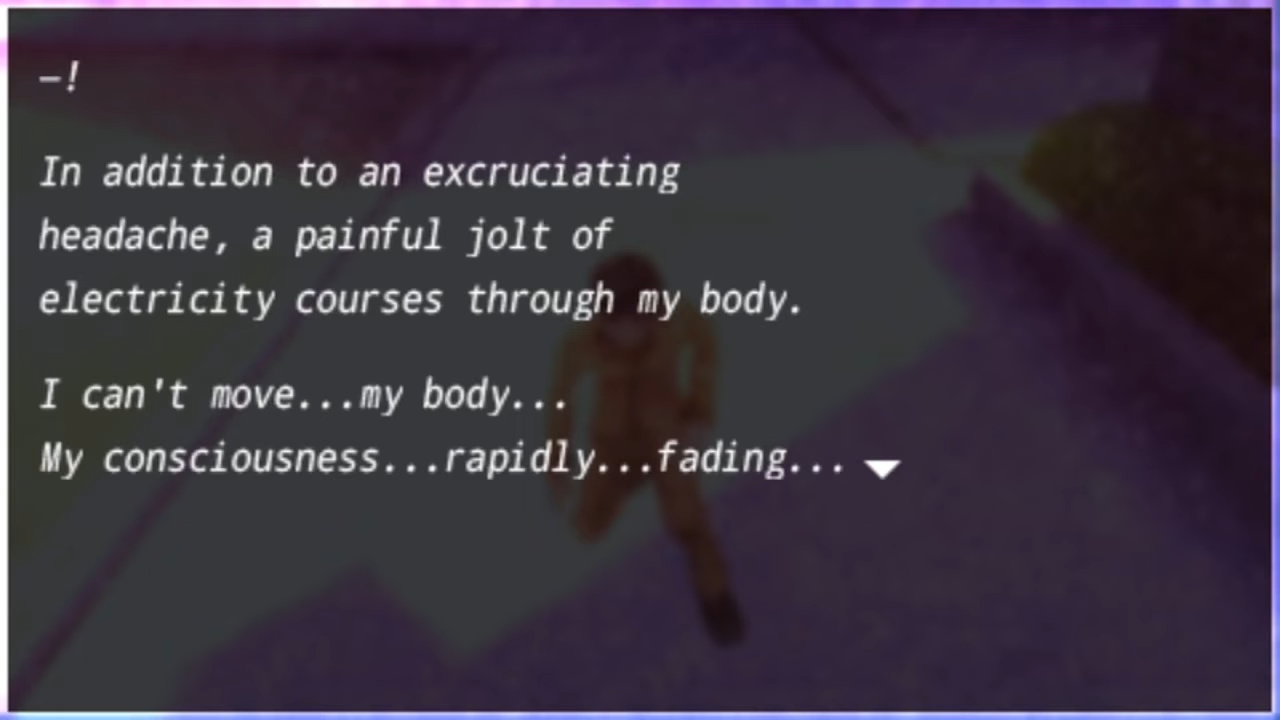 —!
In addition to an excruciating
headache, a painful jolt of
electricity courses through my body.
I can't move...my body...
My consciousness...rapidly...fading...